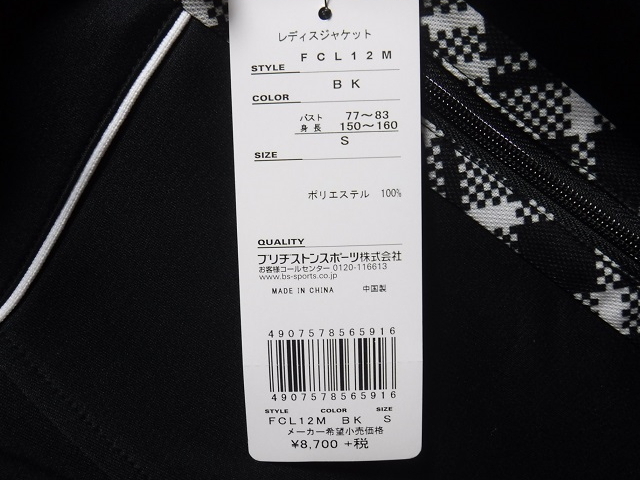 レディスジャケット
STYLE FCL12M
BK
COLOR
バスト 77～83
身長 150～160
S
SIZE
ポリエステル 100%
QUALITY
ブリヂストンスポーツ株式会社
お客様コールセンター 0120-116613
www.bs-sports.co.jp
MADE IN CHINA 中国製
4907578565916
4907578565916
STYLE COLOR SIZE
FCL12M BK S
メーカー希望小売価格
¥8,700 +税